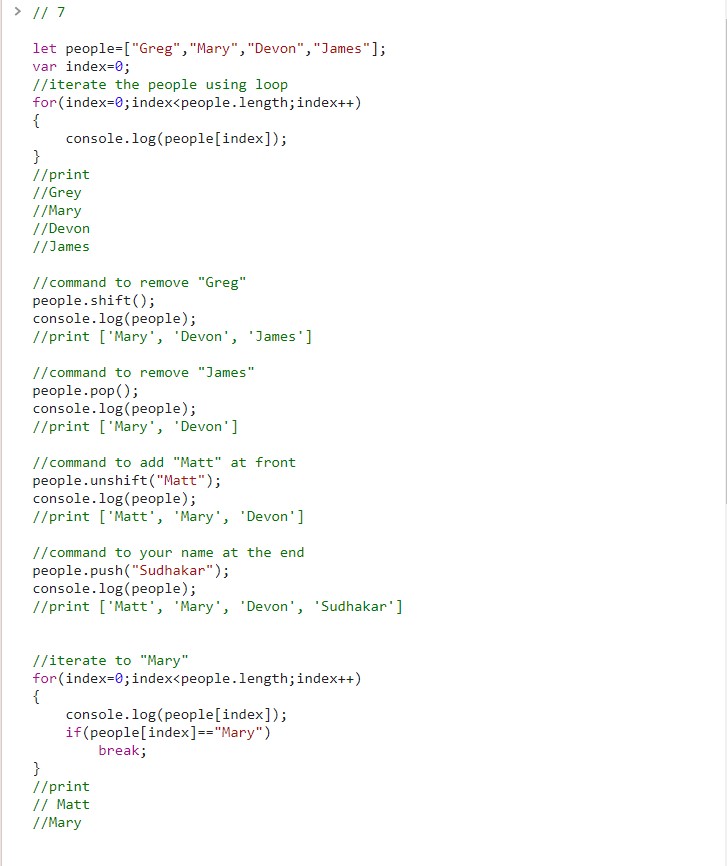 > // 7
let people=["Greg","Mary","Devon","James"];
var index=0;
//iterate the people using loop
for(index=0;index<people.length;index++)
{
    console.log(people[index]);
}
//print
//Grey
//Mary
//Devon
//James
//command to remove "Greg"
people.shift();
console.log(people);
//print ['Mary', 'Devon', 'James']
//command to remove "James"
people.pop();
console.log(people);
//print ['Mary', 'Devon']
//command to add "Matt" at front
people.unshift("Matt");
console.log(people);
//print ['Matt', 'Mary', 'Devon']
//command to your name at the end
people.push("Sudhakar");
console.log(people);
//print ['Matt', 'Mary', 'Devon', 'Sudhakar']
//iterate to "Mary"
for(index=0;index<people.length;index++)
{
    console.log(people[index]);
    if(people[index]=="Mary")
        break;
}
//print
// Matt
//Mary